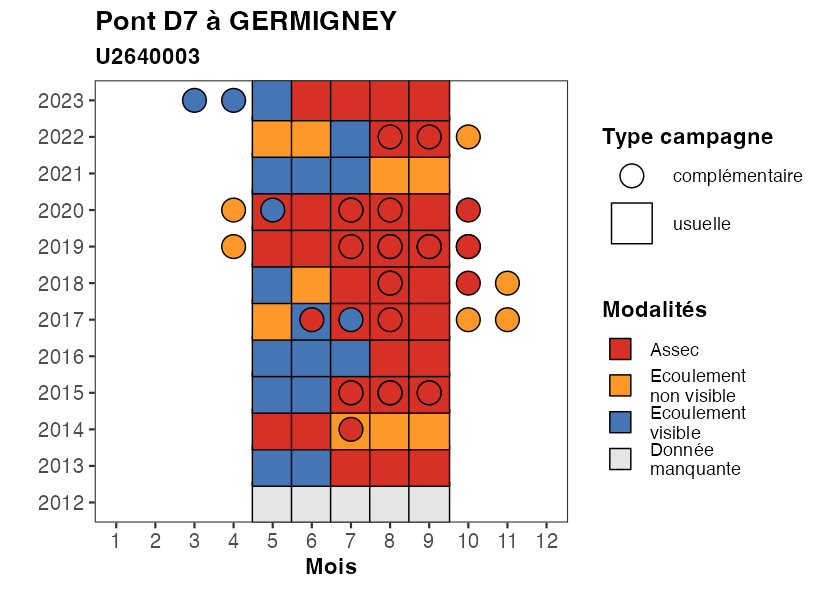 Pont D7 à GERMIGNEY
U2640003
2023
2022
2021
2020
2019
2018
2017
2016
2015
2014
2013
2012
1 2 3 4 5 6 7 8 9 10 11 12
Mois
Type campagne
complémentaire
usuelle
Modalités
Assec
Ecoulement
non visible
Ecoulement
visible
Donnée
manquante